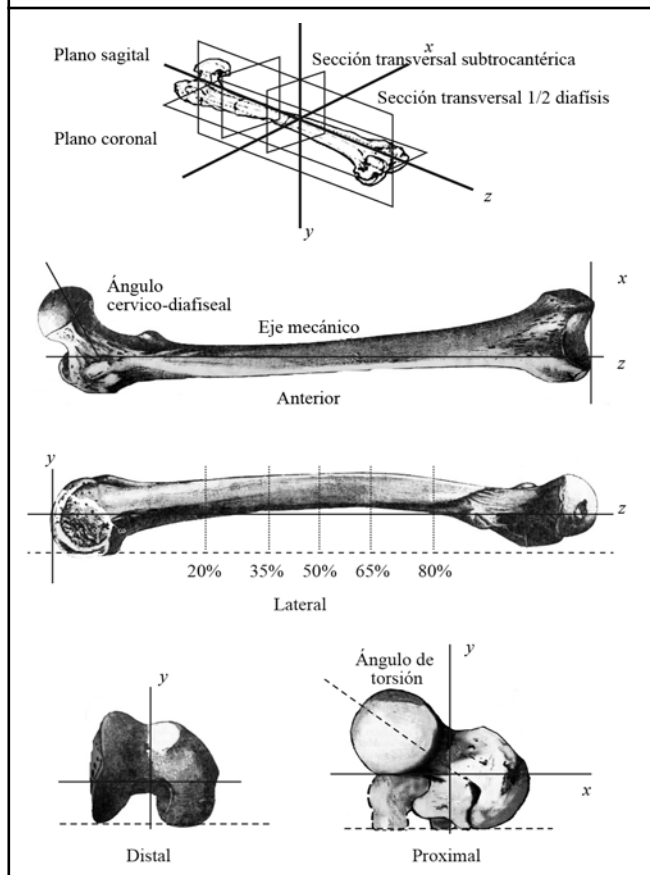 Plano sagital
x
Sección transversal subtrocantérica
Sección transversal 1/2 diafísis
Plano coronal
z
y
Ángulo
cervico-diafiseal
x
Eje mecánico
z
Anterior
y
z
20% 35% 50% 65% 80%
Lateral
y
Ángulo de
torsión
y
x
Distal
Proximal